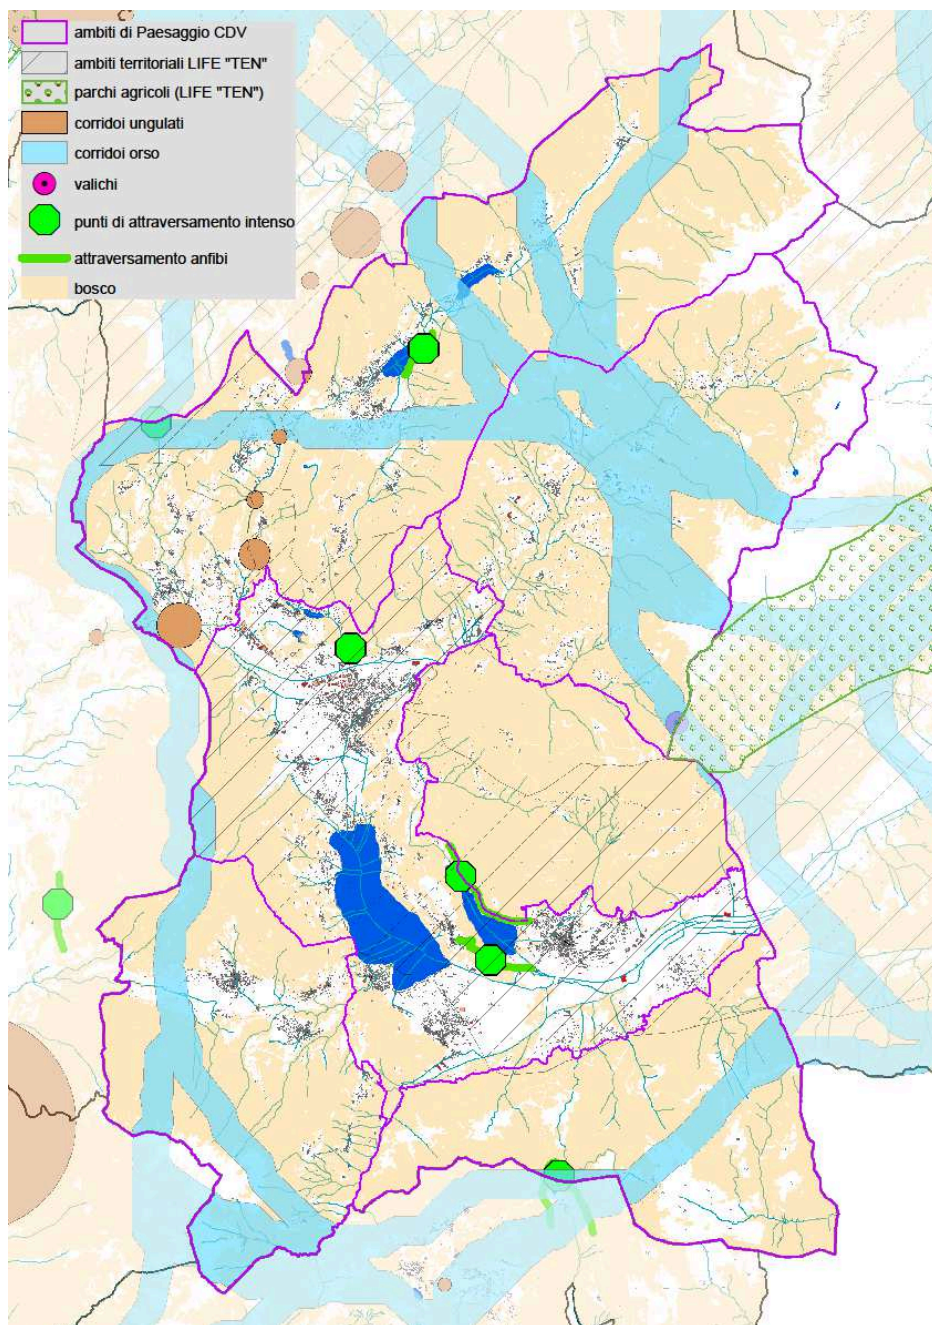 ambiti di Paesaggio CDV
ambiti territoriali LIFE "TEN"
parchi agricoli (LIFE "TEN")
corridoi ungulati
corridoi orso
valichi
punti di attraversamento intenso
attraversamento anfibi
bosco